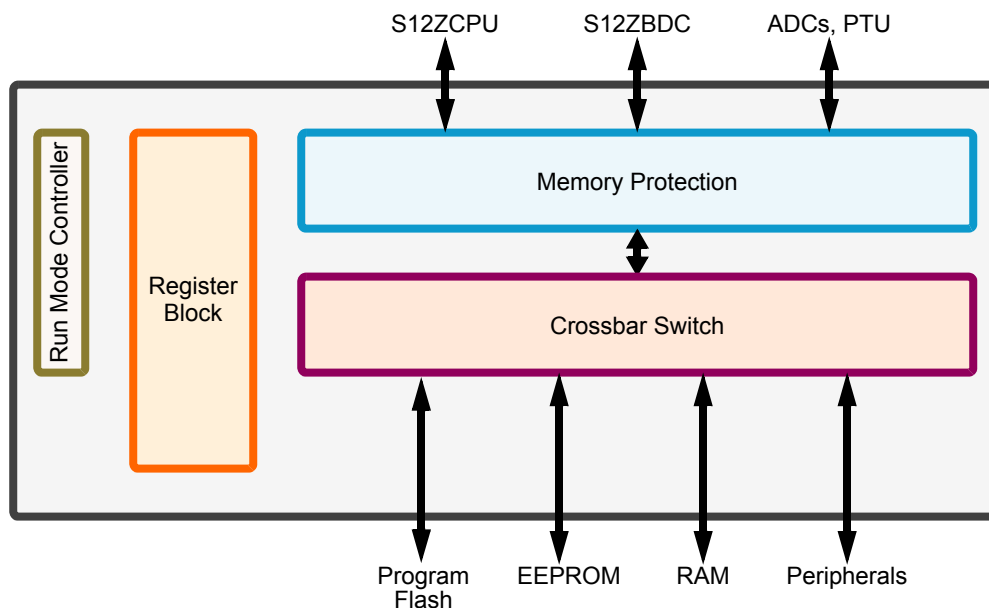 S12ZCPU
S12ZBDC
ADCs, PTU
Run Mode Controller
Register
Block
Memory Protection
Crossbar Switch
Program
Flash
EEPROM
RAM
Peripherals